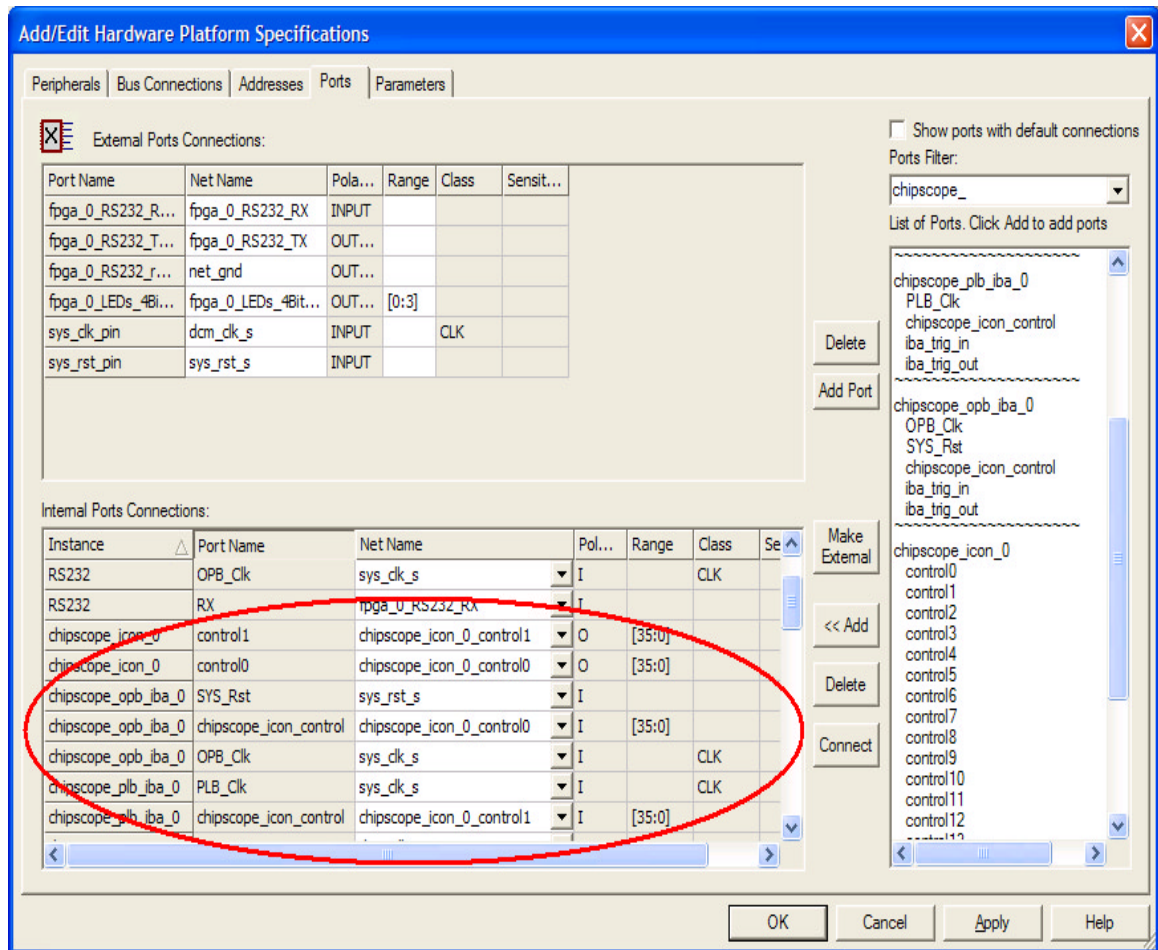 Add/Edit Hardware Platform Specifications
Peripherals Bus Connections Addresses Ports Parameters
External Ports Connections:
Port Name Net Name Pola... Range Class Sensit...
fpga_0_RS232_R... fpga_0_RS232_RX INPUT
fpga_0_RS232_T... fpga_0_RS232_TX OUT...
fpga_0_RS232_r... net_gnd OUT...
fpga_0_LEDs_4Bi... fpga_0_LEDs_4Bit... OUT... [0:3]
sys_clk_pin dcm_clk_s INPUT CLK
sys_rst_pin sys_rst_s INPUT
Delete
Add Port
Internal Ports Connections:
Instance Port Name Net Name Pol... Range Class Se
RS232 OPB_Clk sys_clk_s I CLK
RS232 RX fpga_0_RS232_RX I
chipscope_icon_0 control1 chipscope_icon_0_control1 O [35:0]
chipscope_icon_0 control0 chipscope_icon_0_control0 O [35:0]
chipscope_opb_iba_0 SYS_Rst sys_rst_s I
chipscope_opb_iba_0 chipscope_icon_control chipscope_icon_0_control0 I [35:0]
chipscope_opb_iba_0 OPB_Clk sys_clk_s I CLK
chipscope_plb_iba_0 PLB_Clk sys_clk_s I CLK
chipscope_plb_iba_0 chipscope_icon_control chipscope_icon_0_control1 I [35:0]
Make
External
<< Add
Delete
Connect
Show ports with default connections
Ports Filter:
chipscope_
List of Ports. Click Add to add ports
~~~~~~~~~~~~~~~~~~~~
chipscope_plb_iba_0
PLB_Clk
chipscope_icon_control
iba_trig_in
iba_trig_out
~~~~~~~~~~~~~~~~~~~~
chipscope_opb_iba_0
OPB_Clk
SYS_Rst
chipscope_icon_control
iba_trig_in
iba_trig_out
~~~~~~~~~~~~~~~~~~~~
chipscope_icon_0
control0
control1
control2
control3
control4
control5
control6
control7
control8
control9
control10
control11
control12
control13
OK Cancel Apply Help